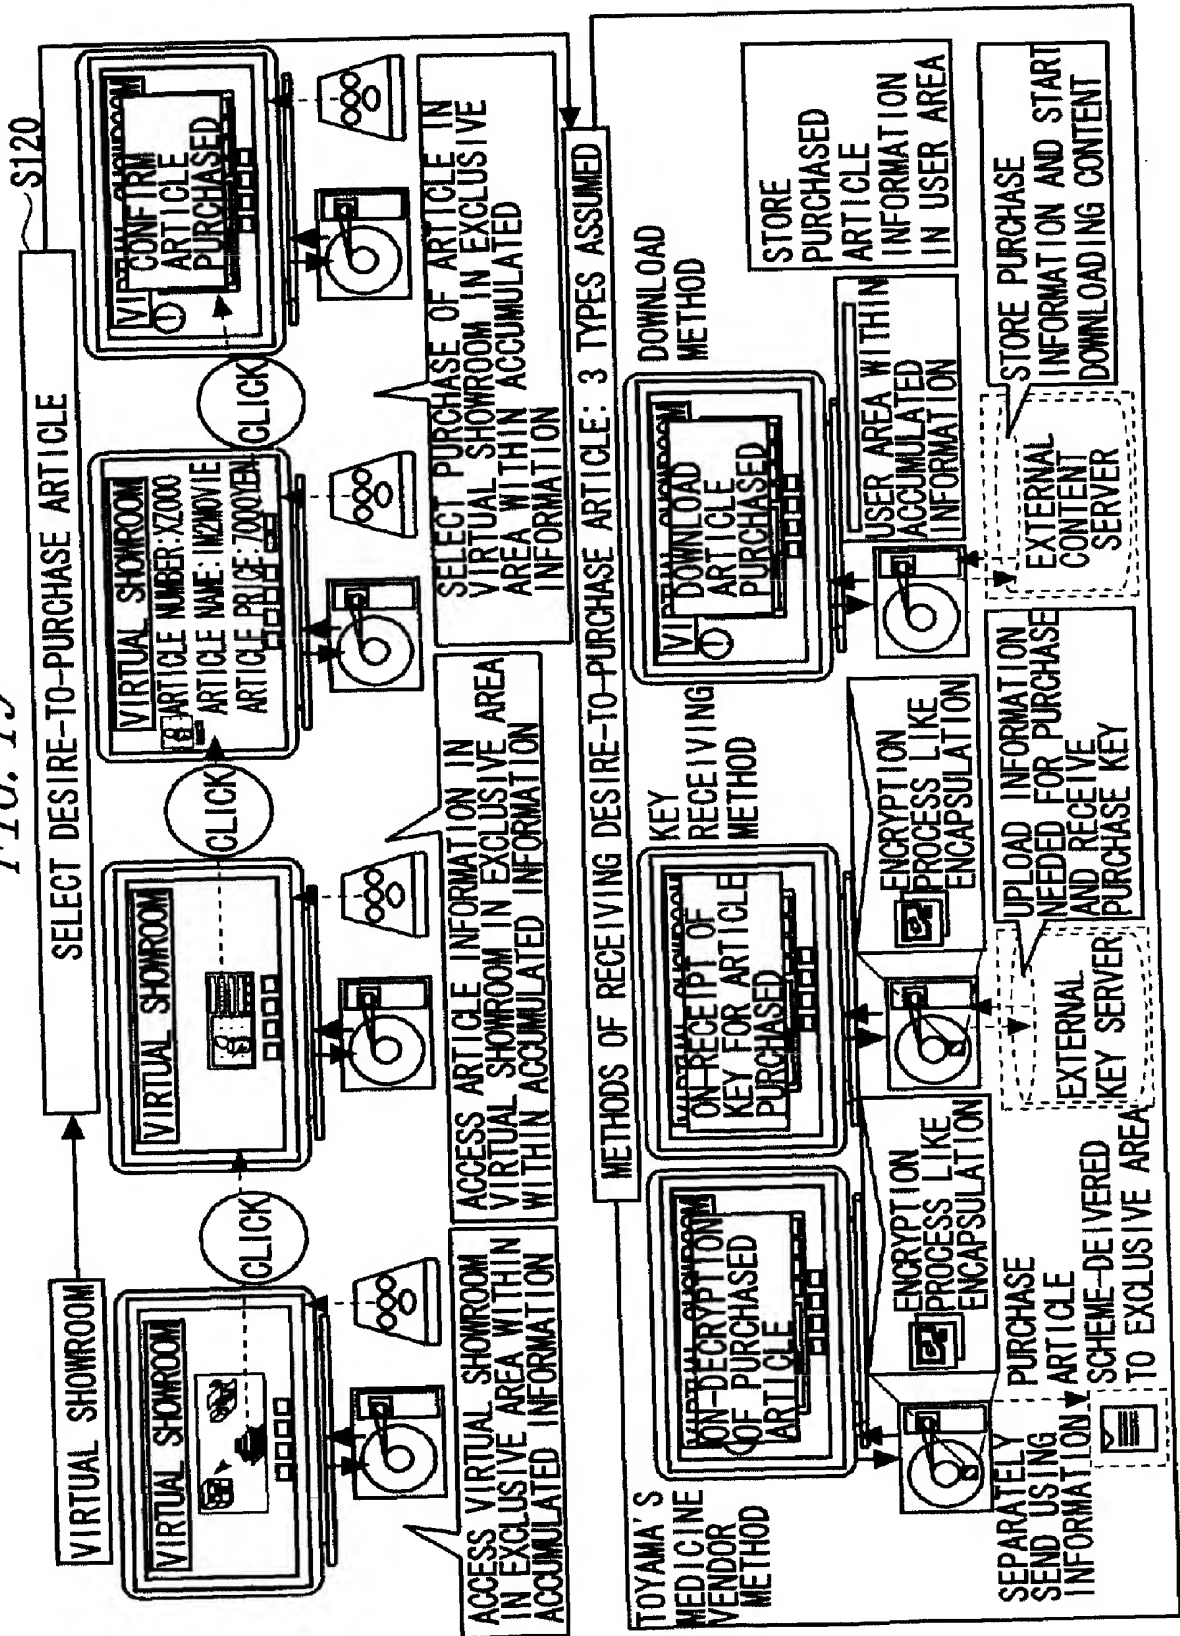 S120
SELECT DESIRE-TO-PURCHASE ARTICLE
VIRTUAL SHOWROOM
VIRTUAL SHOWROOM
CLICK
VIRTUAL SHOWROOM
CLICK
VIRTUAL SHOWROOM
ARTICLE NUMBER:XZ000
ARTICLE NAME:IM2MOVIE
ARTICLE PRICE:7000YEN
CLICK
CONFIRM
ARTICLE
PURCHASED
ACCESS VIRTUAL SHOWROOM
IN EXCLUSIVE AREA WITHIN
ACCUMULATED INFORMATION
ACCESS ARTICLE INFORMATION IN
VIRTUAL SHOWROOM IN EXCLUSIVE AREA
WITHIN ACCUMULATED INFORMATION
SELECT PURCHASE OF ARTICLE IN
VIRTUAL SHOWROOM IN EXCLUSIVE
AREA WITHIN ACCUMULATED
INFORMATION
METHODS OF RECEIVING DESIRE-TO-PURCHASE ARTICLE: 3 TYPES ASSUMED
TOYAMA'S
MEDICINE
VENDOR
METHOD
ON-DECRYPTION
OF PURCHASED
ARTICLE
ENCRYPTION
PROCESS LIKE
ENCAPSULATION
SEPARATELY
SEND USING
INFORMATION
PURCHASE
ARTICLE
SCHEME-DEIVERED
TO EXCLUSIVE AREA
KEY
RECEIVING
METHOD
ON-RECEIPT OF
KEY FOR ARTICLE
PURCHASED
ENCRYPTION
PROCESS LIKE
ENCAPSULATION
EXTERNAL
KEY SERVER
UPLOAD INFORMATION
NEEDED FOR PURCHASE
AND RECEIVE
PURCHASE KEY
DOWNLOAD
METHOD
DOWNLOAD
ARTICLE
PURCHASED
USER AREA WITHIN
ACCUMULATED
INFORMATION
STORE
PURCHASED
ARTICLE
INFORMATION
IN USER AREA
EXTERNAL
CONTENT
SERVER
STORE PURCHASE
INFORMATION AND START
DOWNLOADING CONTENT